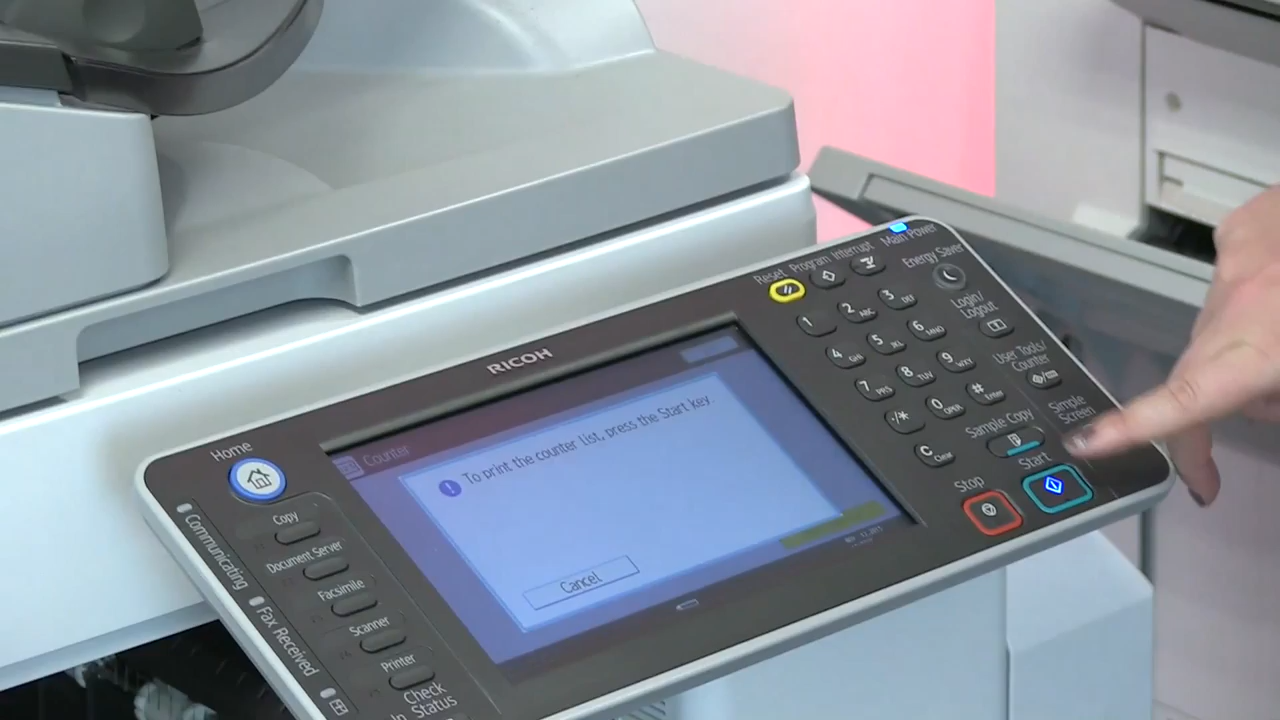 Main Power
Reset
Program
Interrupt
Energy Saver
1
2 ABC
3 DEF
Login/
Logout
4 GHI
5 JKL
6 MNO
User Tools/
Counter
7 PRS
8 TUV
9 WXY
Simple
Screen
./*
0 OPER
# Enter
Sample Copy
C Clear
Start
Stop
RICOH
Counter
To print the counter list, press the Start key.
Cancel
Home
Copy
Document Server
Facsimile
Scanner
Printer
Check
Status
Communicating
Fax Received